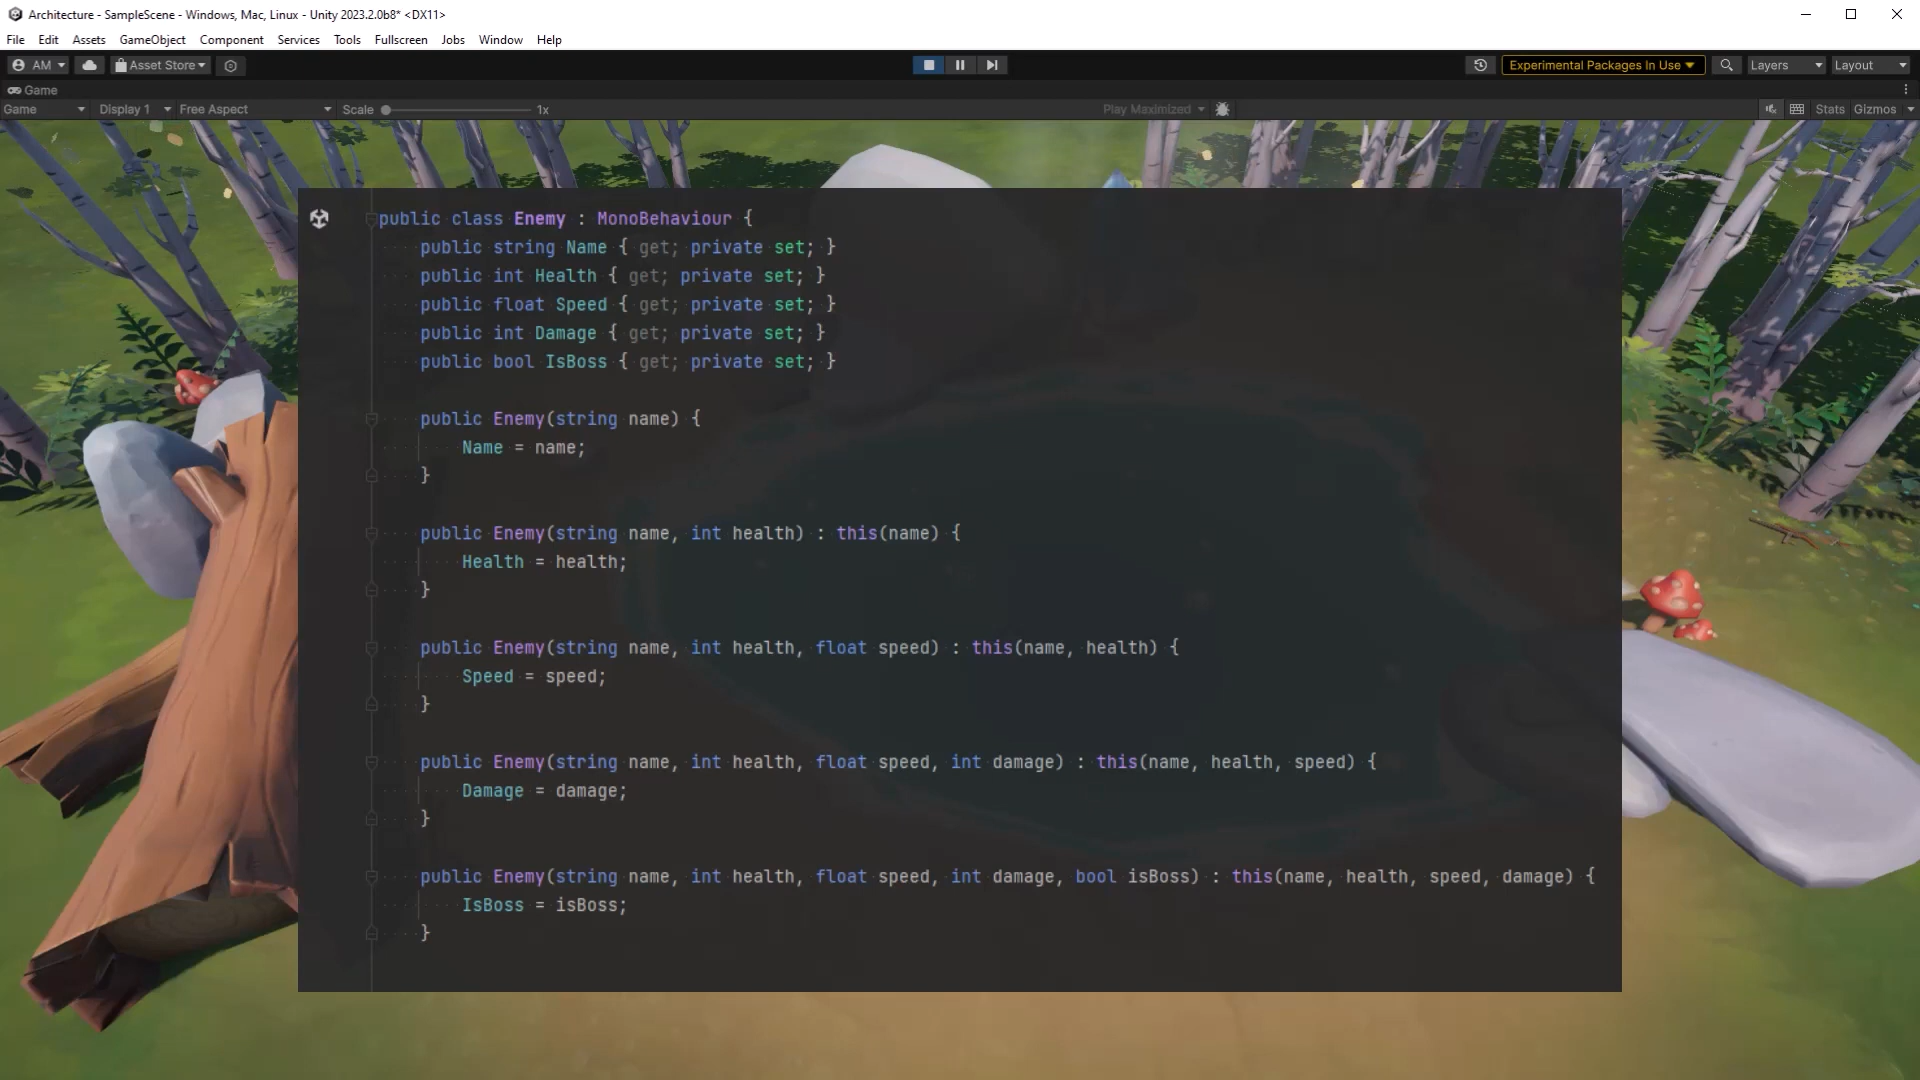 Architecture - SampleScene - Windows, Mac, Linux - Unity 2023.2.0b8* <DX11>
File Edit Assets GameObject Component Services Tools Fullscreen Jobs Window Help
AM Asset Store Experimental Packages In Use Layers Layout
Game
Game Display 1 Free Aspect Scale 1x Play Maximized Stats Gizmos
public class Enemy : MonoBehaviour {
public string Name { get; private set; }
public int Health { get; private set; }
public float Speed { get; private set; }
public int Damage { get; private set; }
public bool IsBoss { get; private set; }
public Enemy(string name) {
Name = name;
}
public Enemy(string name, int health) : this(name) {
Health = health;
}
public Enemy(string name, int health, float speed) : this(name, health) {
Speed = speed;
}
public Enemy(string name, int health, float speed, int damage) : this(name, health, speed) {
Damage = damage;
}
public Enemy(string name, int health, float speed, int damage, bool isBoss) : this(name, health, speed, damage) {
IsBoss = isBoss;
}